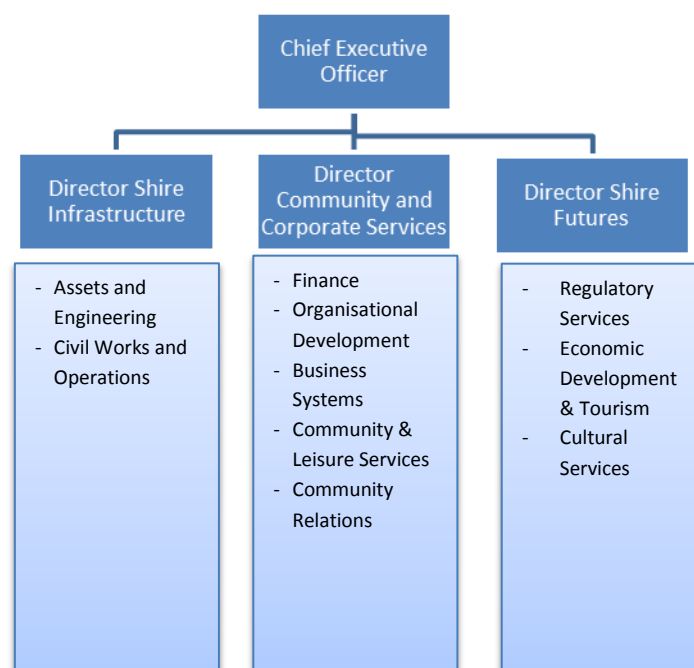 Chief Executive
Officer
Director Shire
Infrastructure
Director
Community and
Corporate Services
Director Shire
Futures
- Assets and
Engineering
- Civil Works and
Operations
- Finance
- Organisational
Development
- Business
Systems
- Community &
Leisure Services
- Community
Relations
- Regulatory
Services
- Economic
Development
& Tourism
- Cultural
Services